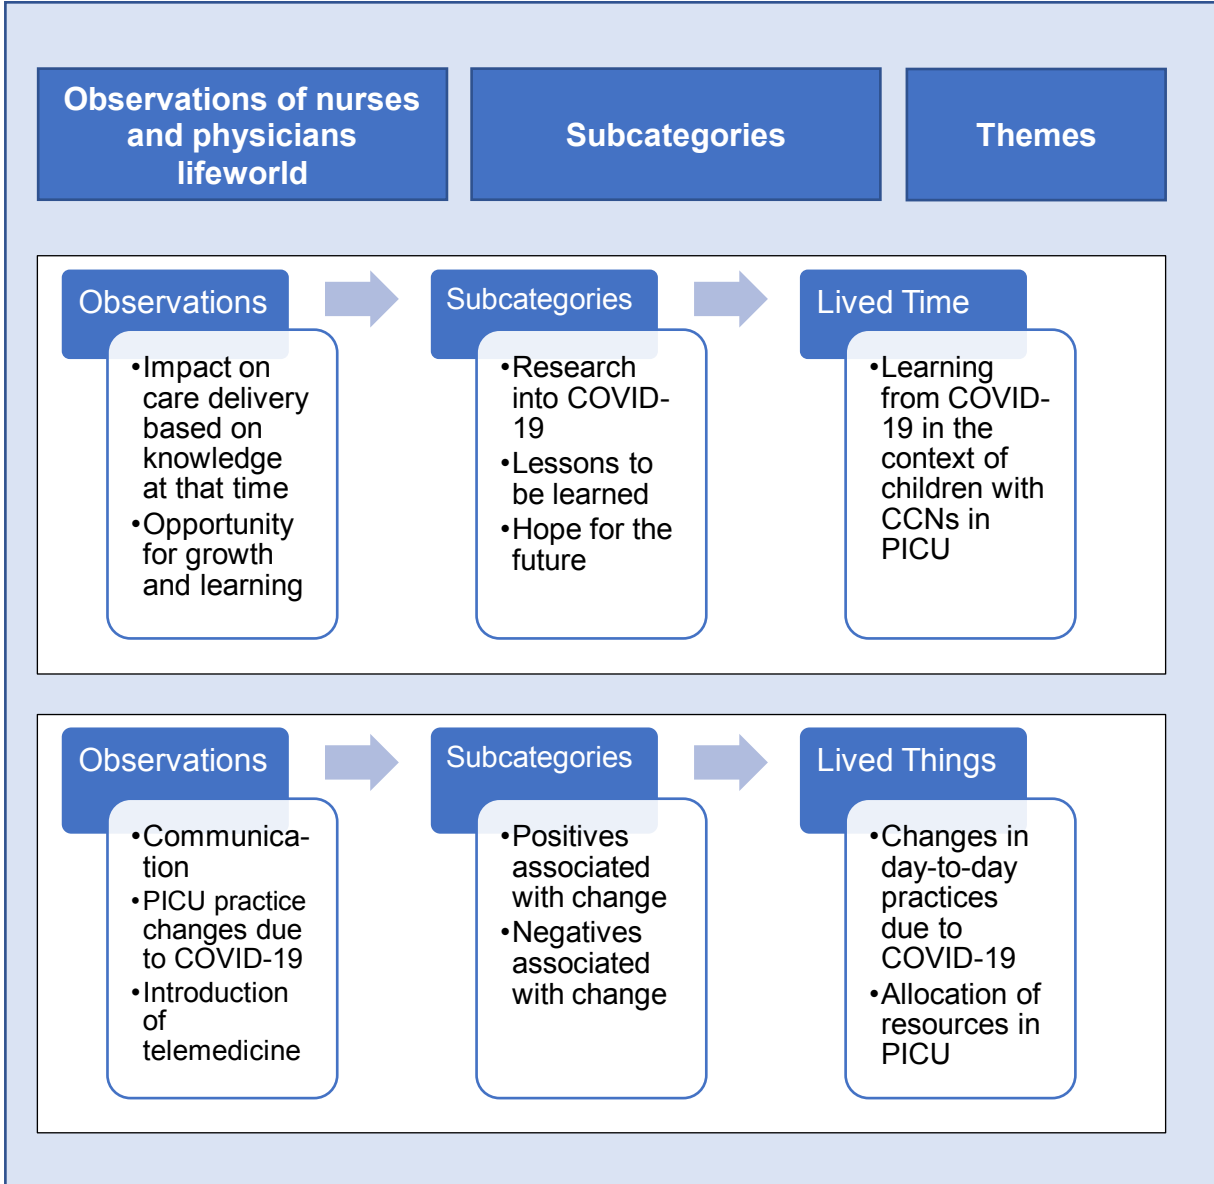 Observations of nurses
and physicians
lifeworld
Subcategories
Themes
Observations
•Impact on
care delivery
based on
knowledge
at that time
•Opportunity
for growth
and learning
Subcategories
•Research
into COVID-
19
•Lessons to
be learned
•Hope for the
future
Lived Time
•Learning
from COVID-
19 in the
context of
children with
CCNs in
PICU
Observations
•Communica-
tion
•PICU practice
changes due
to COVID-19
•Introduction
of
telemedicine
Subcategories
•Positives
associated
with change
•Negatives
associated
with change
Lived Things
•Changes in
day-to-day
practices
due to
COVID-19
•Allocation of
resources in
PICU